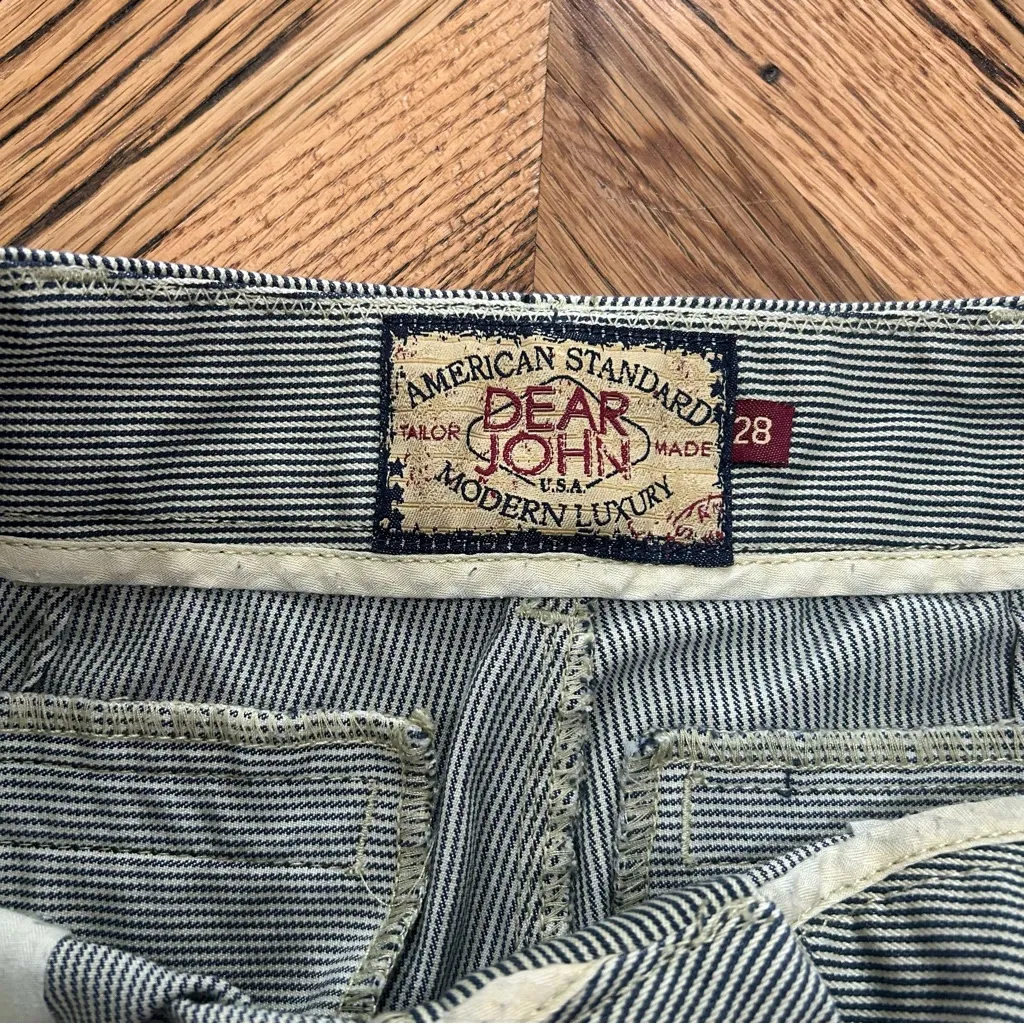 AMERICAN STANDARD
DEAR
TAILOR JOHN MADE
U.S.A.
MODERN LUXURY
28